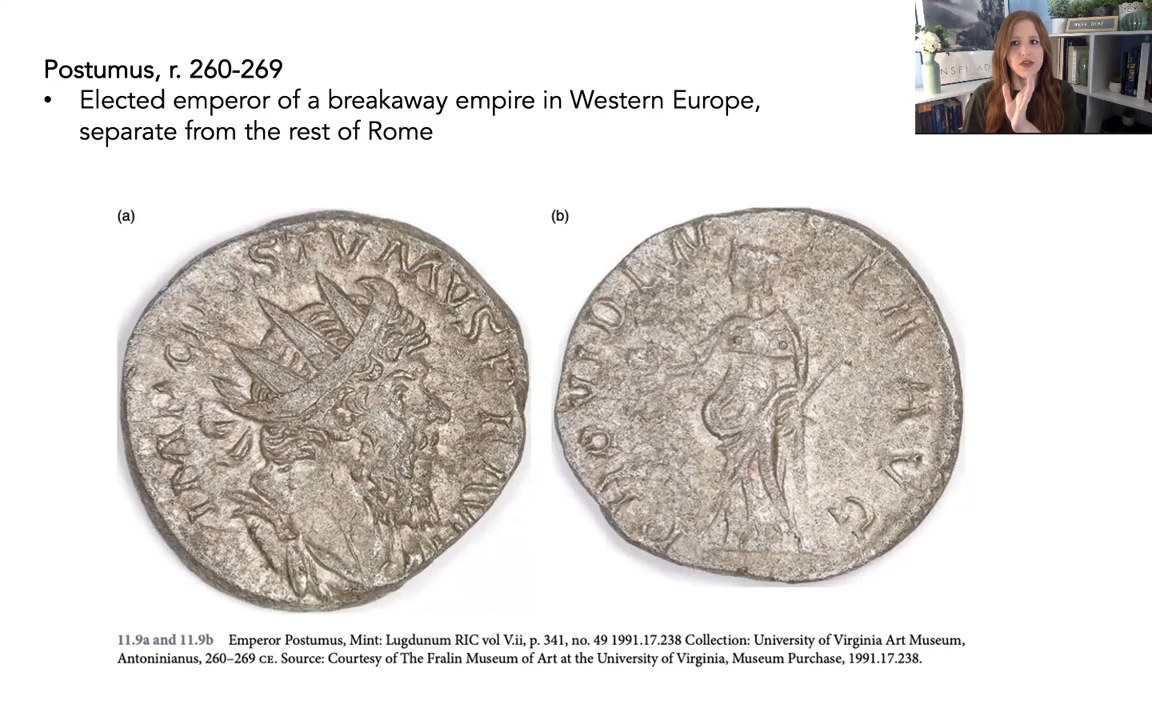 Postumus, r. 260-269
• Elected emperor of a breakaway empire in Western Europe,
separate from the rest of Rome
(a)
(b)
11.9a and 11.9b Emperor Postumus, Mint: Lugdunum RIC vol V.ii, p. 341, no. 49 1991.17.238 Collection: University of Virginia Art Museum,
Antoninianus, 260–269 CE. Source: Courtesy of The Fralin Museum of Art at the University of Virginia, Museum Purchase, 1991.17.238.